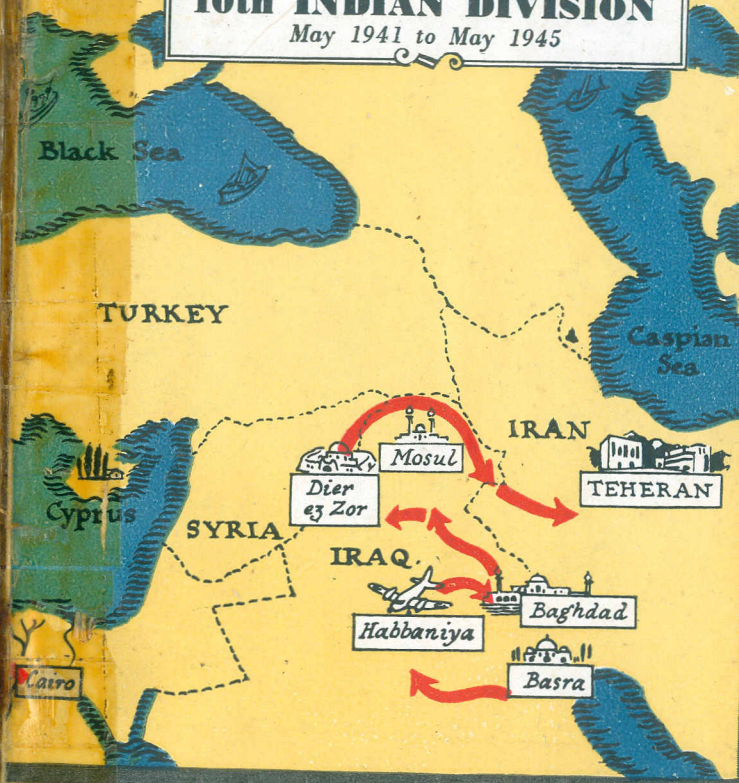 10th INDIAN DIVISION
May 1941 to May 1945
Black Sea
TURKEY
Caspian
Sea
IRAN
Mosul
TEHERAN
Dier
ez Zor
Cyprus
SYRIA
IRAQ
Baghdad
Habbaniya
Cairo
Basra